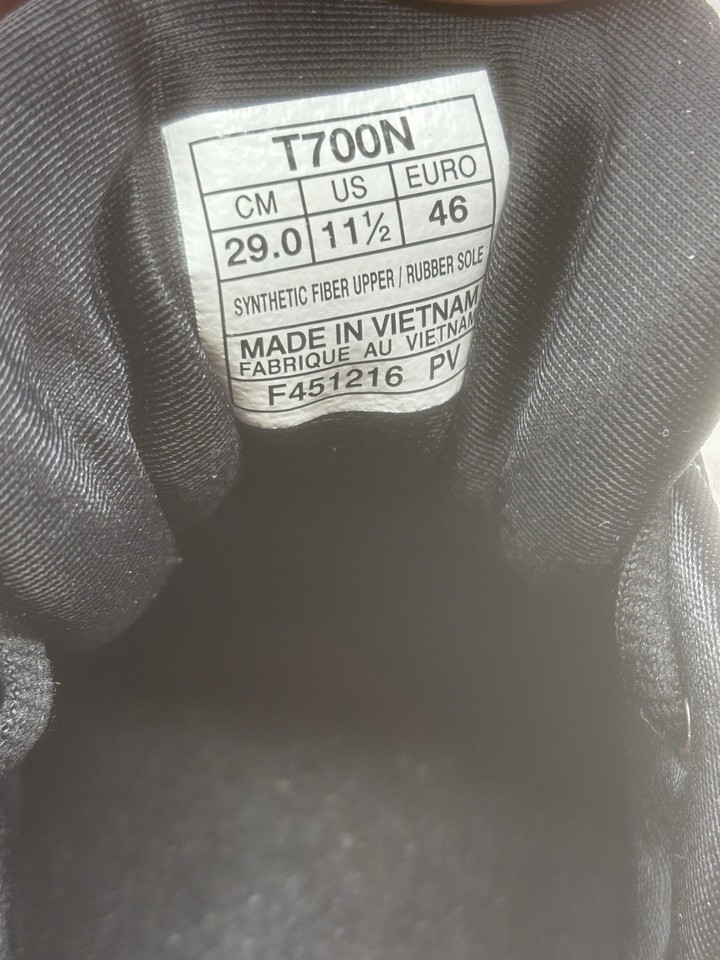 T700N
CM US EURO
29.0 11½ 46
SYNTHETIC FIBER UPPER / RUBBER SOLE
MADE IN VIETNAM
FABRIQUE AU VIETNAM
F451216 PV